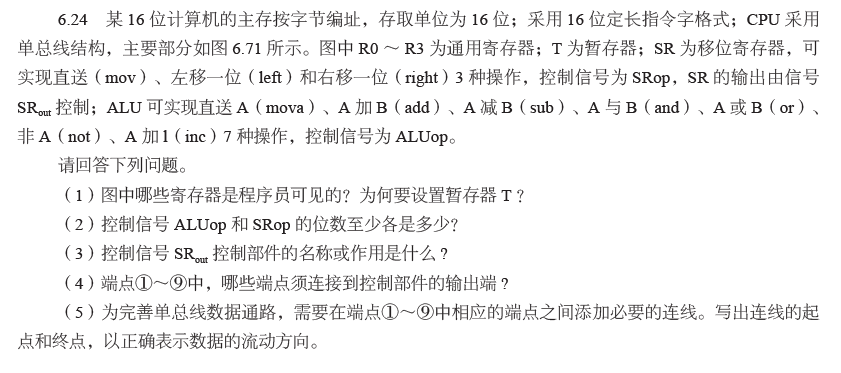 6.24 某 16 位计算机的主存按字节编址，存取单位为 16 位；采用 16 位定长指令字格式；CPU 采用
单总线结构，主要部分如图 6.71 所示。图中 R0 ～ R3 为通用寄存器；T 为暂存器；SR 为移位寄存器，可
实现直送（mov）、左移一位（left）和右移一位（right）3 种操作，控制信号为 SRop，SR 的输出由信号
SRout 控制；ALU 可实现直送 A（mova）、A 加 B（add）、A 减 B（sub）、A 与 B（and）、A 或 B（or）、
非 A（not）、A 加 l（inc）7 种操作，控制信号为 ALUop。
请回答下列问题。
（1）图中哪些寄存器是程序员可见的？为何要设置暂存器 T？
（2）控制信号 ALUop 和 SRop 的位数至少各是多少？
（3）控制信号 SRout 控制部件的名称或作用是什么？
（4）端点①～⑨中，哪些端点须连接到控制部件的输出端？
（5）为完善单总线数据通路，需要在端点①～⑨中相应的端点之间添加必要的连线。写出连线的起
点和终点，以正确表示数据的流动方向。